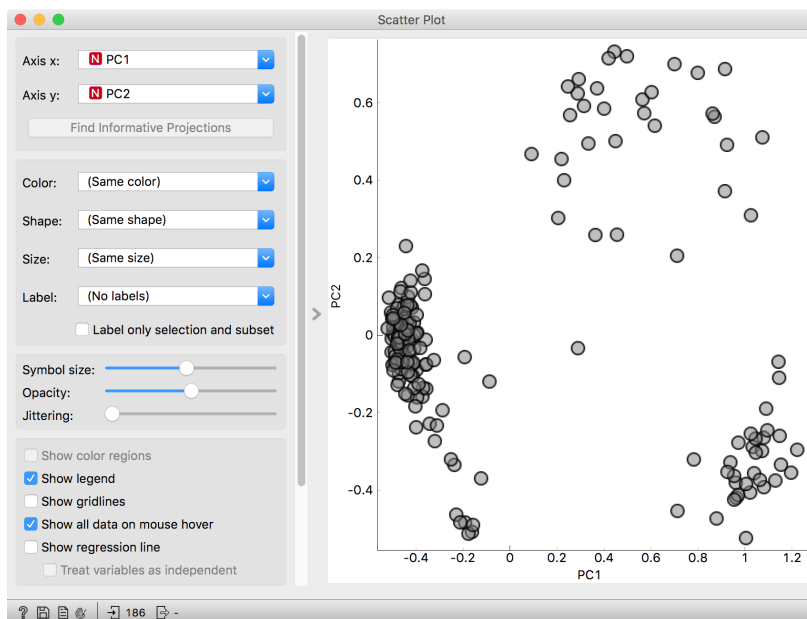 Scatter Plot
Axis x: N PC1
Axis y: N PC2
Find Informative Projections
Color: (Same color)
Shape: (Same shape)
Size: (Same size)
Label: (No labels)
Label only selection and subset
Symbol size:
Opacity:
Jittering:
Show color regions
Show legend
Show gridlines
Show all data on mouse hover
Show regression line
Treat variables as independent
? 186 -
PC2
0.6
0.4
0.2
0
-0.2
-0.4
-0.4 -0.2 0 0.2 0.4 0.6 0.8 1 1.2
PC1